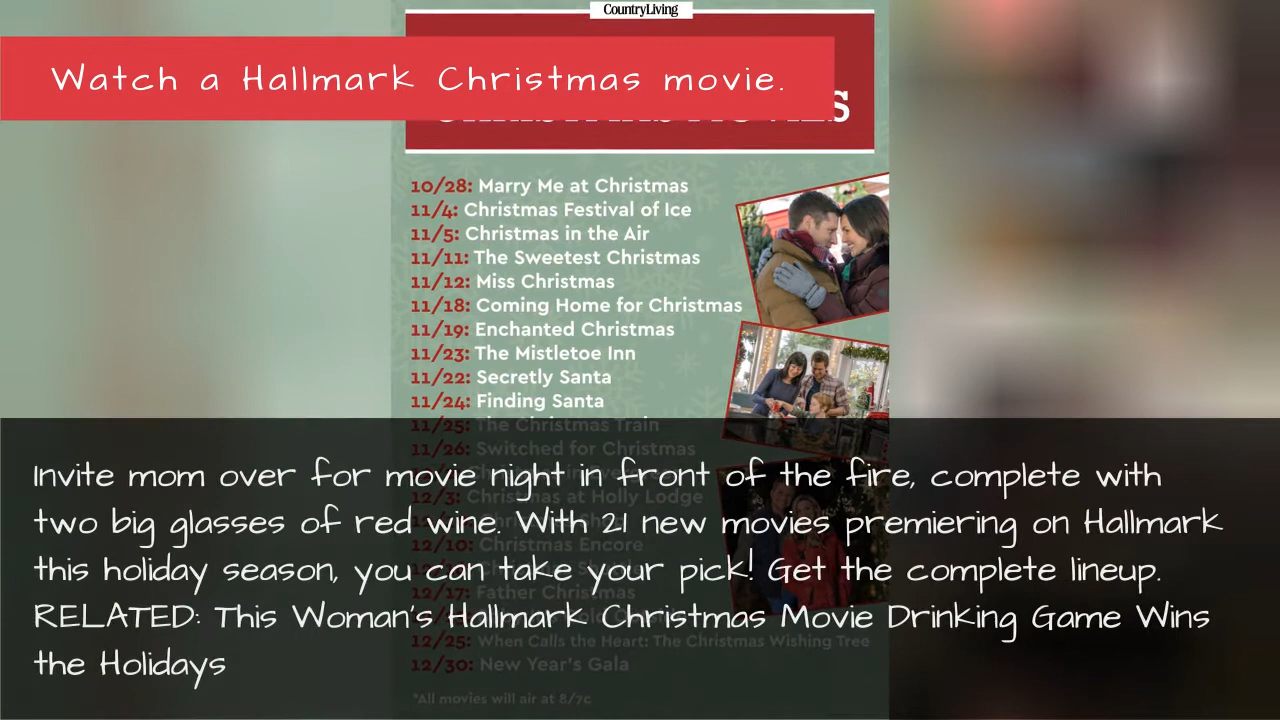 CountryLiving
Watch a Hallmark Christmas movie.
10/28: Marry Me at Christmas
11/4: Christmas Festival of Ice
11/5: Christmas in the Air
11/11: The Sweetest Christmas
11/12: Miss Christmas
11/18: Coming Home for Christmas
11/19: Enchanted Christmas
11/23: The Mistletoe Inn
11/22: Secretly Santa
11/24: Finding Santa
11/25: The Christmas Train
11/26: Switched for Christmas
Invite mom over for movie night in front of the fire, complete with
12/3: Christmas at Holly Lodge
two big glasses of red wine. With 21 new movies premiering on Hallmark
12/10: Christmas Encore
this holiday season, you can take your pick! Get the complete lineup.
12/17: Father Christmas
RELATED: This Woman's Hallmark Christmas Movie Drinking Game Wins
12/25: When Calls the Heart: The Christmas Wishing Tree
the Holidays
12/30: New Year's Gala
*All movies will air at 8/7c